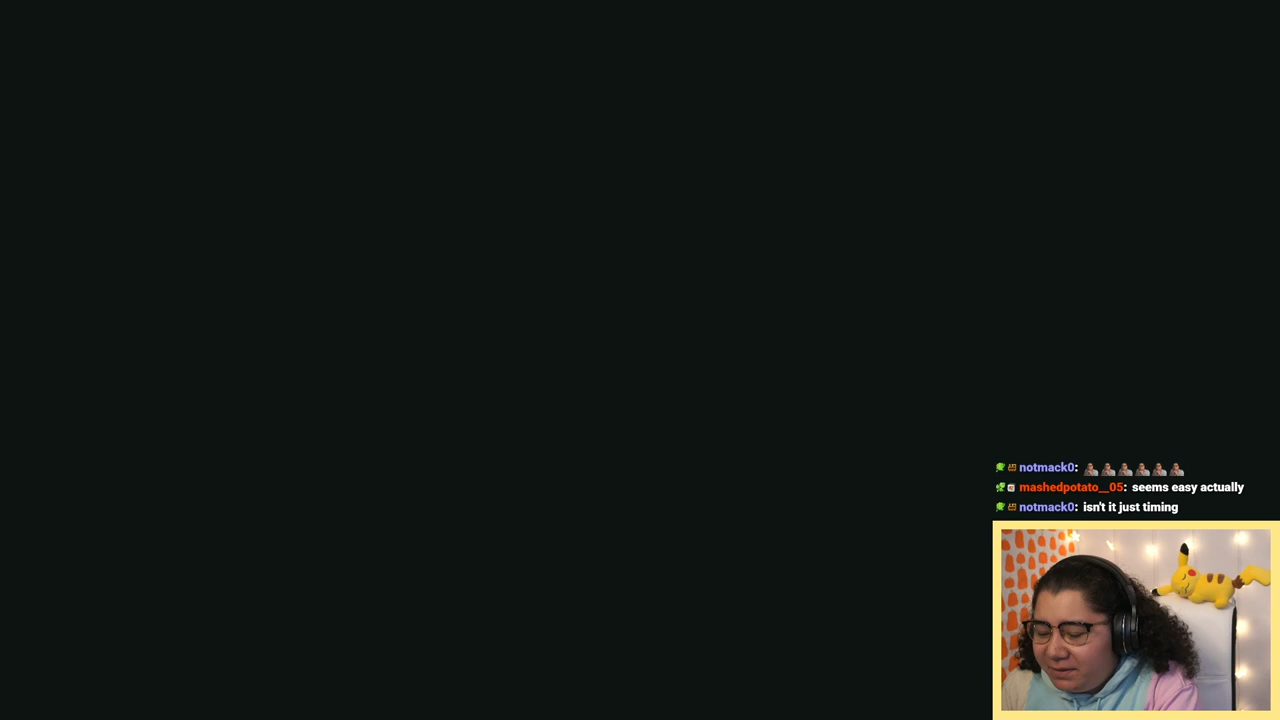 notmack0:
mashedpotato__05: seems easy actually
notmack0: isn't it just timing